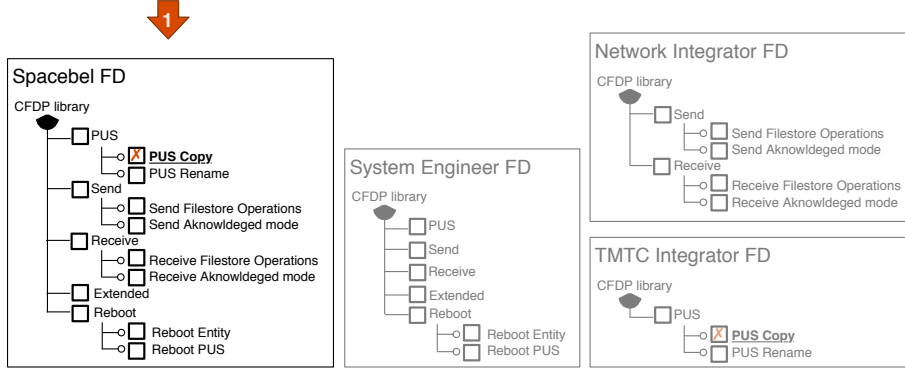 1
Spacebel FD
CFDP library
PUS
✗ PUS Copy
PUS Rename
Send
Send Filestore Operations
Send Aknowldeged mode
Receive
Receive Filestore Operations
Receive Aknowldeged mode
Extended
Reboot
Reboot Entity
Reboot PUS
System Engineer FD
CFDP library
PUS
Send
Receive
Extended
Reboot
Reboot Entity
Reboot PUS
Network Integrator FD
CFDP library
Send
Send Filestore Operations
Send Aknowldeged mode
Receive
Receive Filestore Operations
Receive Aknowldeged mode
TMTC Integrator FD
CFDP library
PUS
✗ PUS Copy
PUS Rename